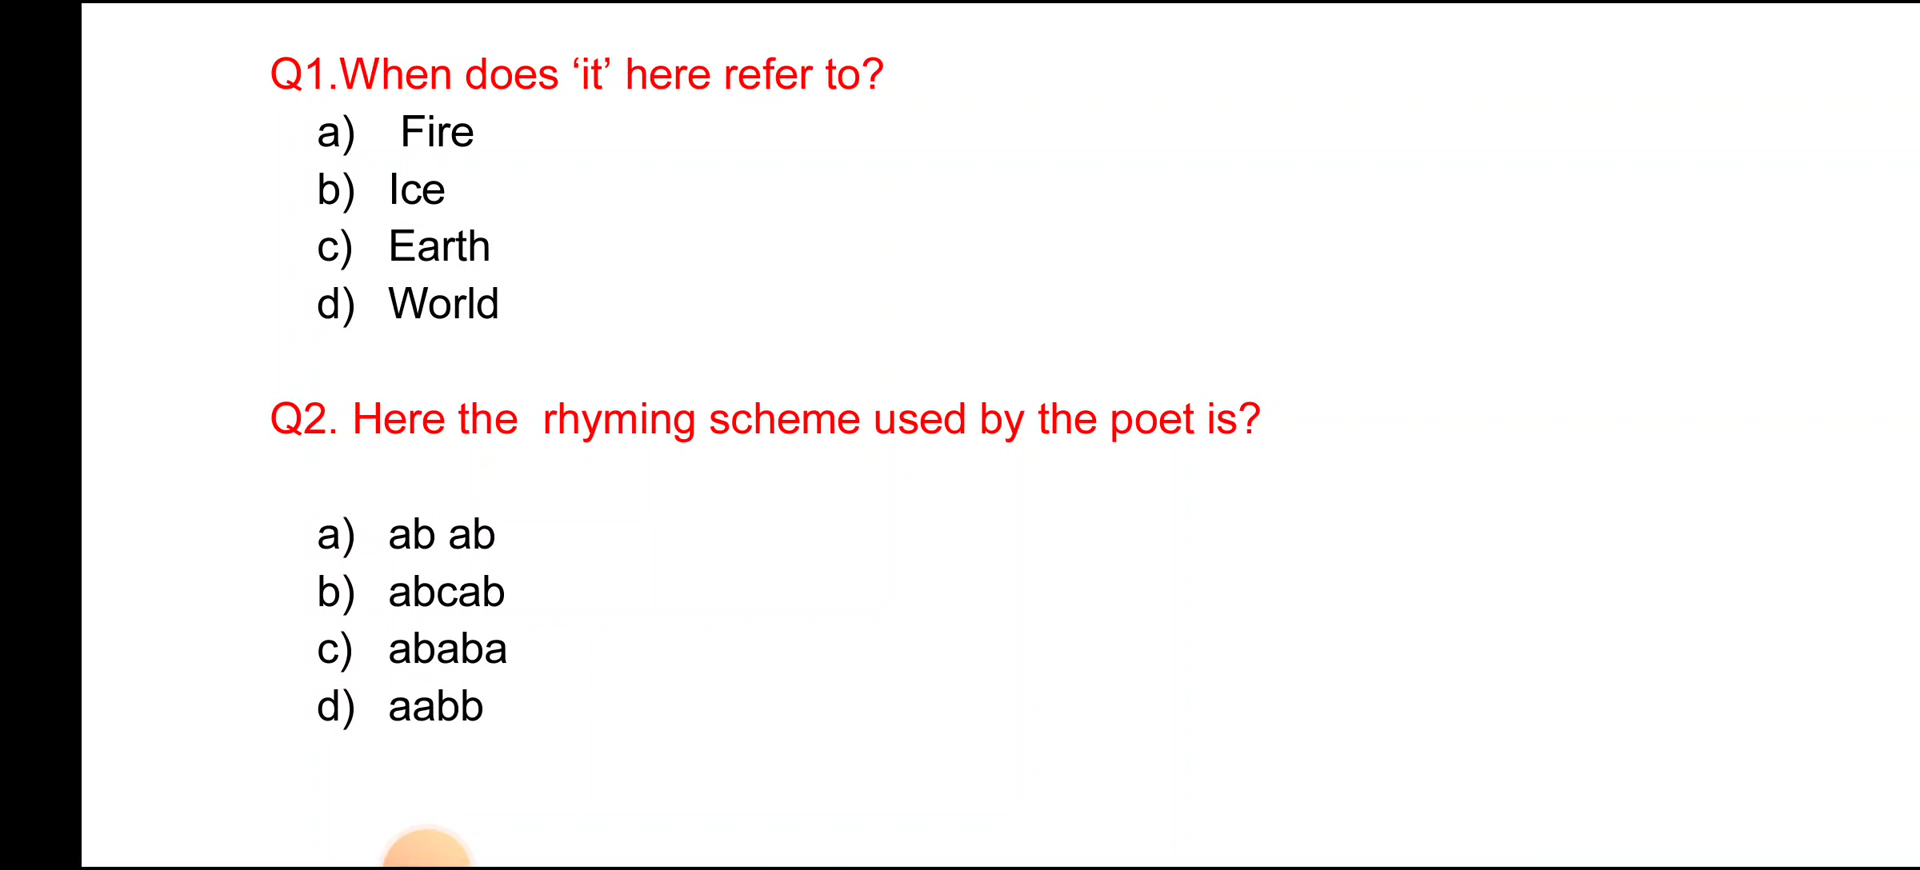 Q1.When does ‘it’ here refer to?
a) Fire
b) Ice
c) Earth
d) World
Q2. Here the rhyming scheme used by the poet is?
a) ab ab
b) abcab
c) ababa
d) aabb